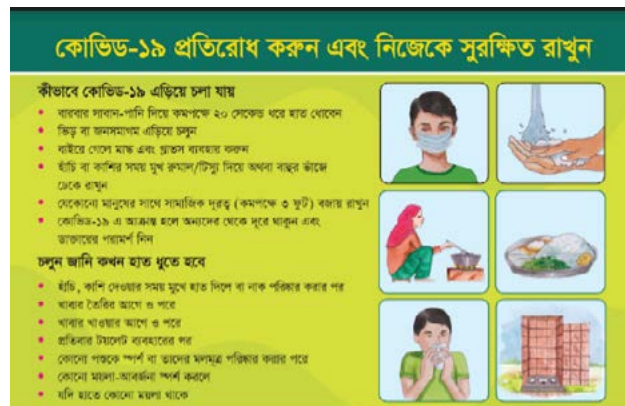 কোভিড-১৯ প্রতিরোধ করুন এবং নিজেকে সুরক্ষিত রাখুন
কীভাবে কোভিড-১৯ এড়িয়ে চলা যায়
• বারবার সাবান-পানি দিয়ে কমপক্ষে ২০ সেকেন্ড ধরে হাত ধোবেন
• ভিড় বা জনসমাগম এড়িয়ে চলুন
• বাইরে গেলে মাস্ক এবং গ্লাভস ব্যবহার করুন
• হাঁচি বা কাশির সময় মুখ রুমাল/টিস্যু দিয়ে অথবা বাহুর ভাঁজে
ঢেকে রাখুন
• যেকোনো মানুষের সাথে সামাজিক দূরত্ব (কমপক্ষে ৩ ফুট) বজায় রাখুন
• কোভিড-১৯ এ আক্রান্ত হলে অন্যদের থেকে দূরে থাকুন এবং
ডাক্তারের পরামর্শ নিন
চলুন জানি কখন হাত ধুতে হবে
• হাঁচি, কাশি দেওয়ার সময় মুখে হাত দিলে বা নাক পরিষ্কার করার পর
• খাবার তৈরির আগে ও পরে
• খাবার খাওয়ার আগে ও পরে
• প্রতিবার টয়লেট ব্যবহারের পর
• কোনো পশুকে স্পর্শ বা তাদের মলমূত্র পরিষ্কার করার পরে
• কোনো ময়লা-আবর্জনা স্পর্শ করলে
• যদি হাতে কোনো ময়লা থাকে